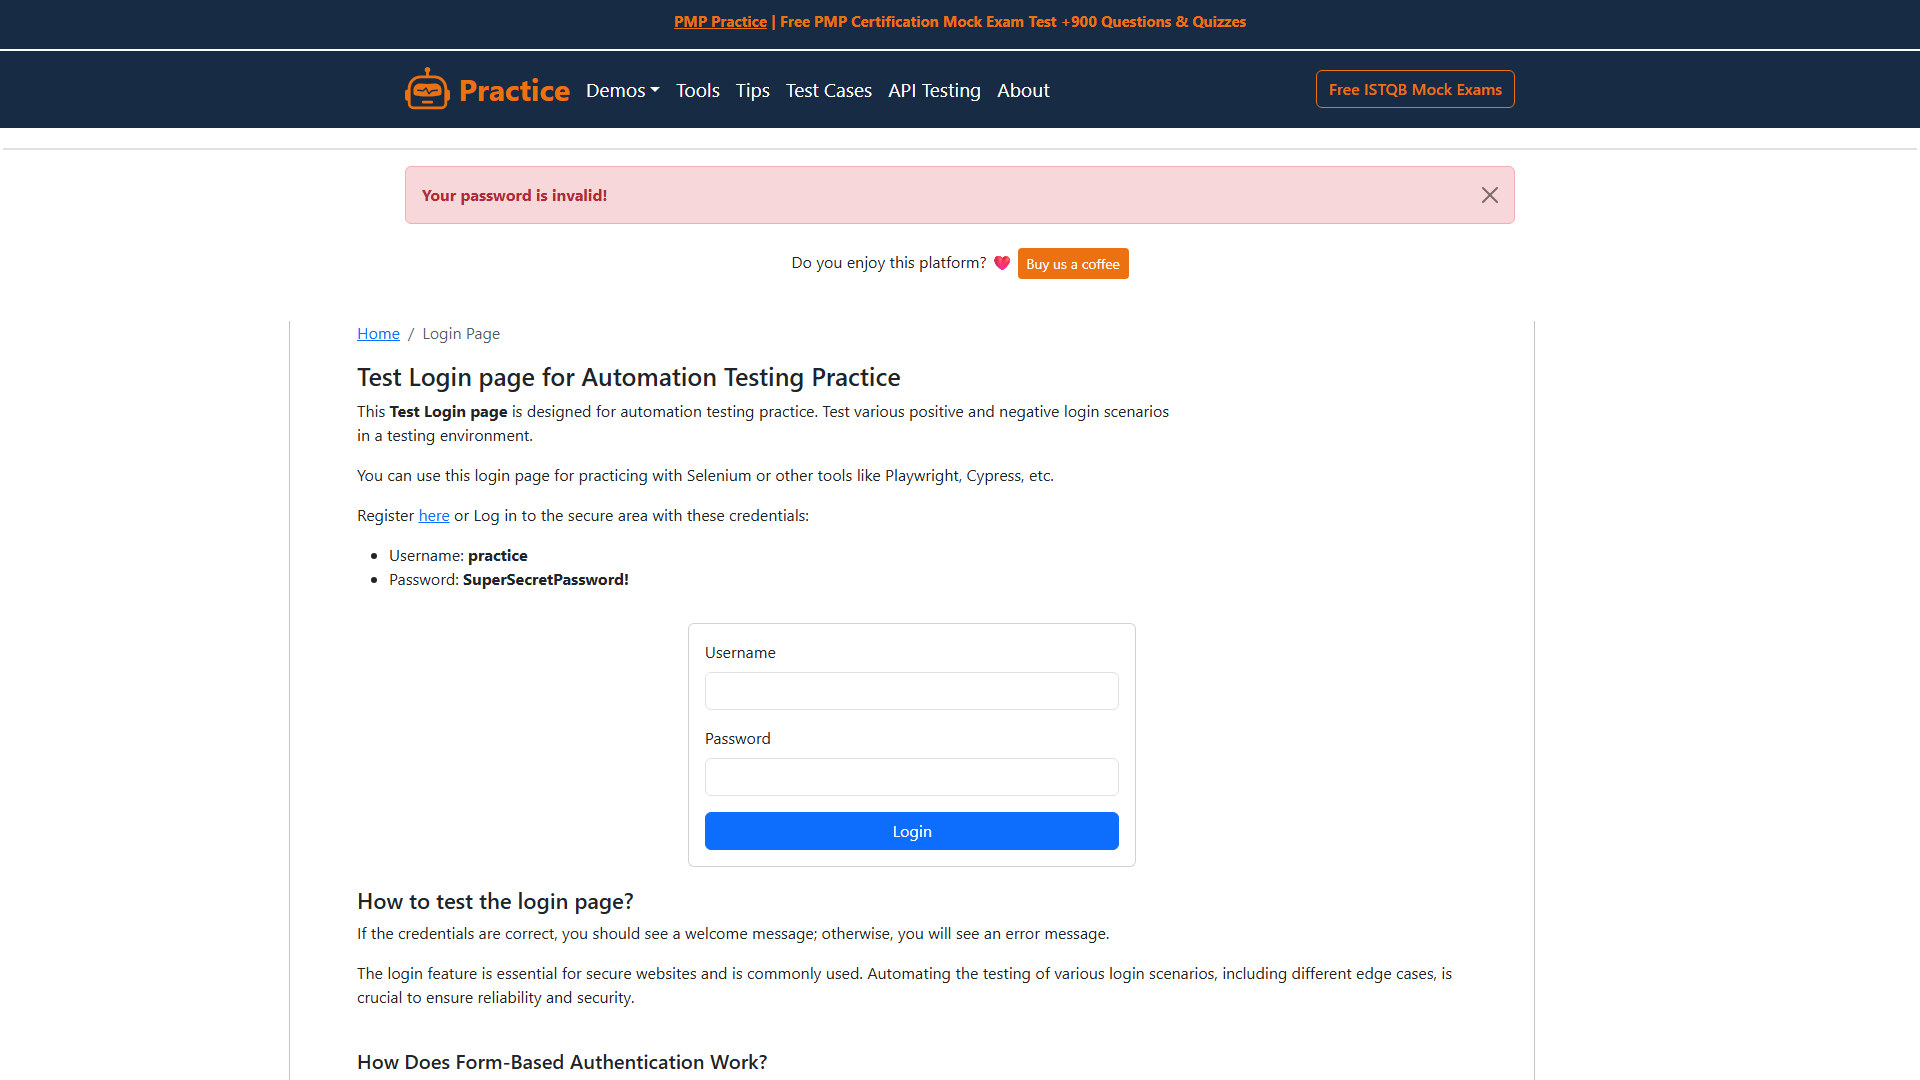 PMP Practice | Free PMP Certification Mock Exam Test +900 Questions & Quizzes
Practice Demos Tools Tips Test Cases API Testing About Free ISTQB Mock Exams
Your password is invalid!
Do you enjoy this platform? Buy us a coffee
Home / Login Page
Test Login page for Automation Testing Practice
This Test Login page is designed for automation testing practice. Test various positive and negative login scenarios
in a testing environment.
You can use this login page for practicing with Selenium or other tools like Playwright, Cypress, etc.
Register here or Log in to the secure area with these credentials:
Username: practice
Password: SuperSecretPassword!
Username
Password
Login
How to test the login page?
If the credentials are correct, you should see a welcome message; otherwise, you will see an error message.
The login feature is essential for secure websites and is commonly used. Automating the testing of various login scenarios, including different edge cases, is
crucial to ensure reliability and security.
How Does Form-Based Authentication Work?